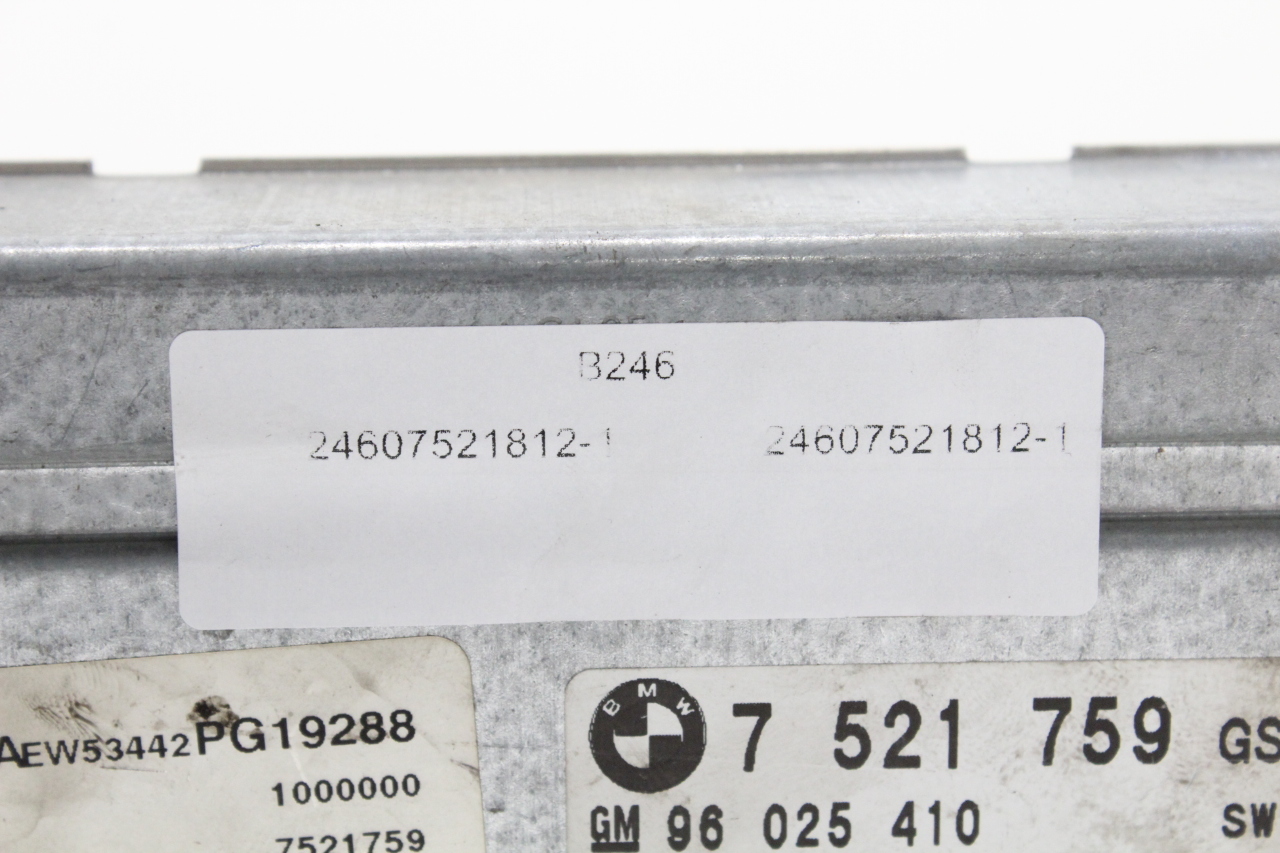 B246
24607521812-1 24607521812-1
AEW53442PG19288
1000000
7521759
BMW 7 521 759 GS
GM 96 025 410 SW